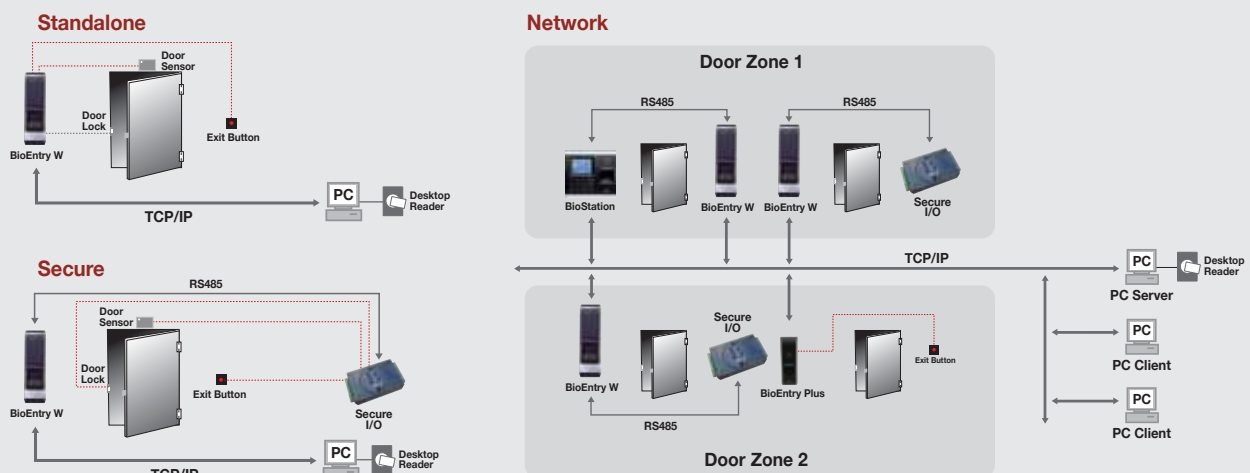 Standalone
Door
Sensor
Door
Lock
Exit Button
BioEntry W
TCP/IP
PC
Desktop
Reader
Secure
RS485
Door
Sensor
Door
Lock
Exit Button
BioEntry W
Secure
I/O
TCP/IP
PC
Desktop
Reader
Network
Door Zone 1
RS485
RS485
BioStation
BioEntry W
BioEntry W
Secure
I/O
TCP/IP
PC
Desktop
Reader
PC Server
PC
PC Client
PC
PC Client
BioEntry W
Secure
I/O
BioEntry Plus
Exit Button
RS485
Door Zone 2